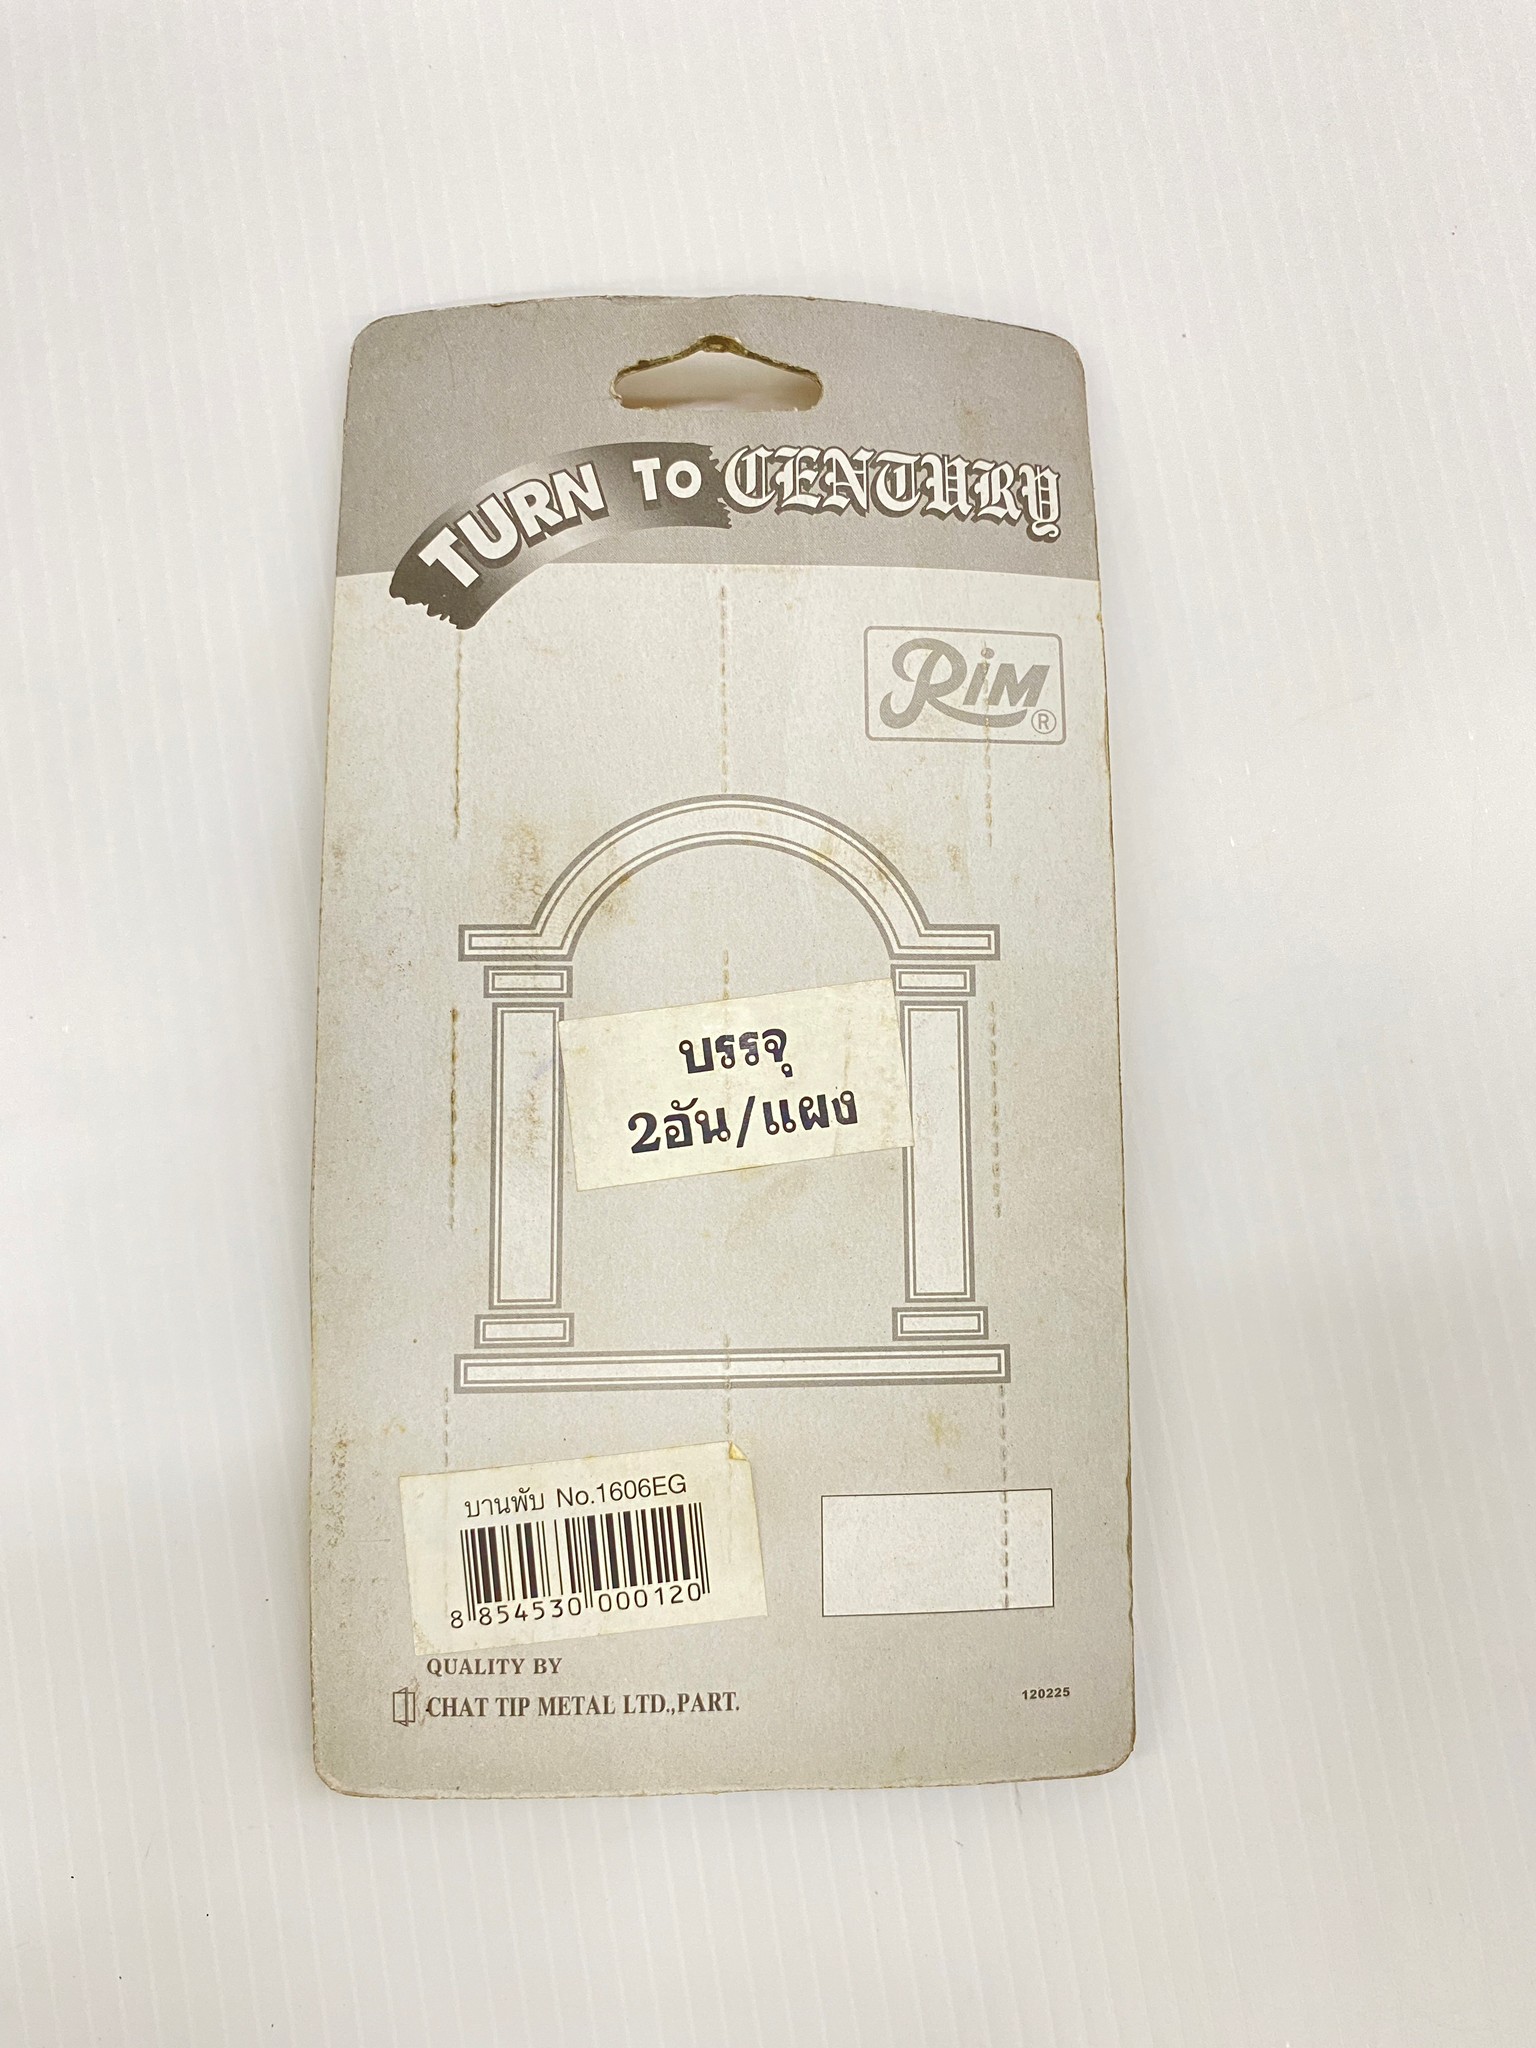 TURN TO CENTURY
RiM®
บรรจุ
2อัน/แผง
บานพับ No.1606EG
8 854530 000120
QUALITY BY
CHAT TIP METAL LTD.,PART.
120225